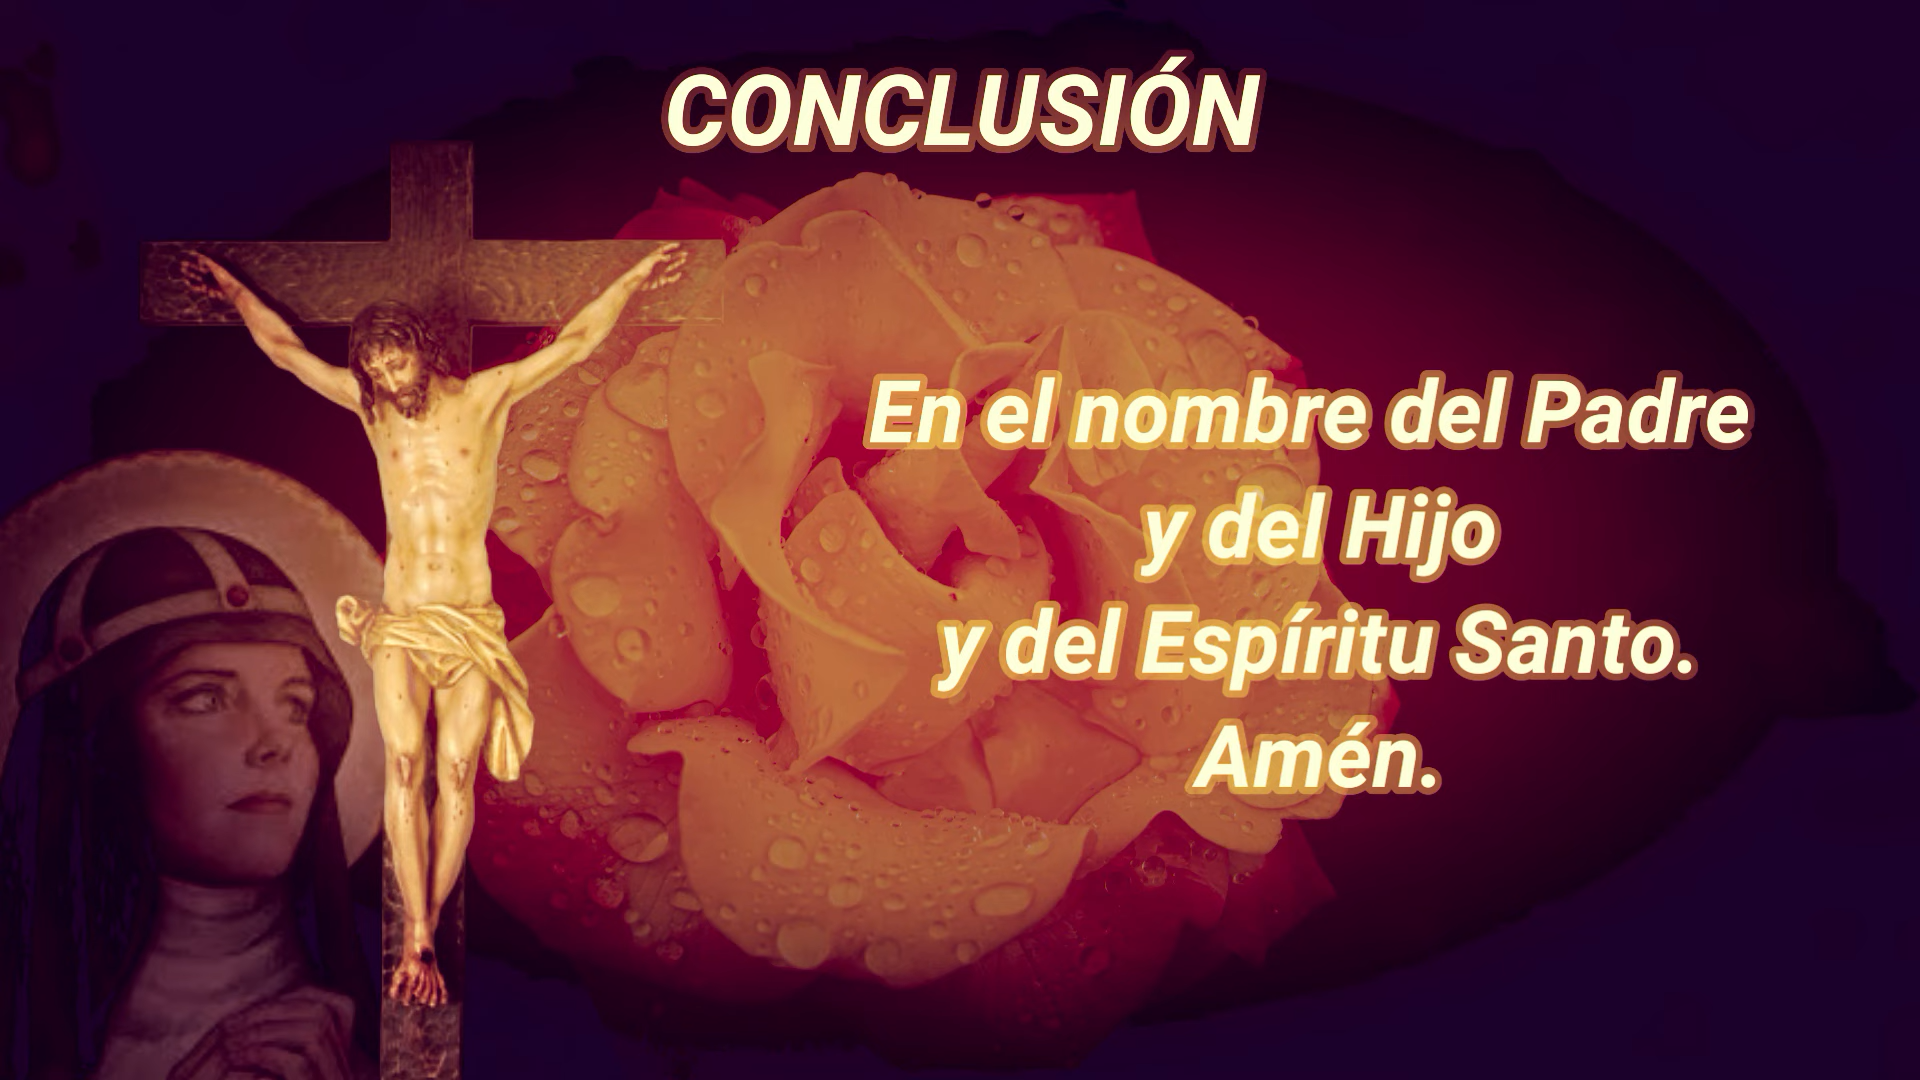 CONCLUSIÓN
En el nombre del Padre
y del Hijo
y del Espíritu Santo.
Amén.